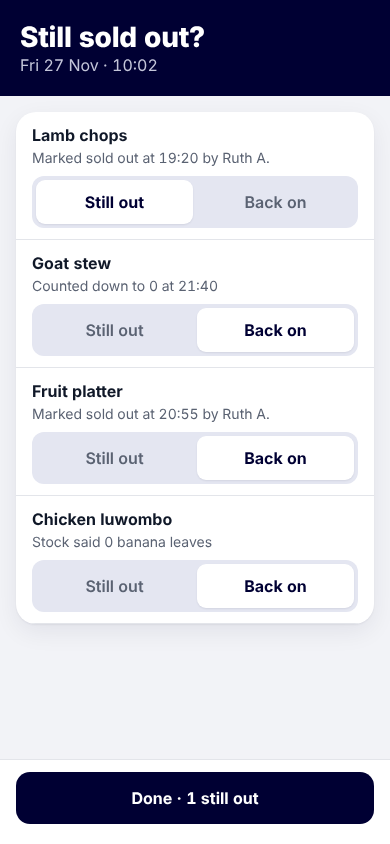 Still sold out?
Fri 27 Nov · 10:02
Lamb chops
Marked sold out at 19:20 by Ruth A.
Still out Back on
Goat stew
Counted down to 0 at 21:40
Still out Back on
Fruit platter
Marked sold out at 20:55 by Ruth A.
Still out Back on
Chicken luwombo
Stock said 0 banana leaves
Still out Back on
Done · 1 still out